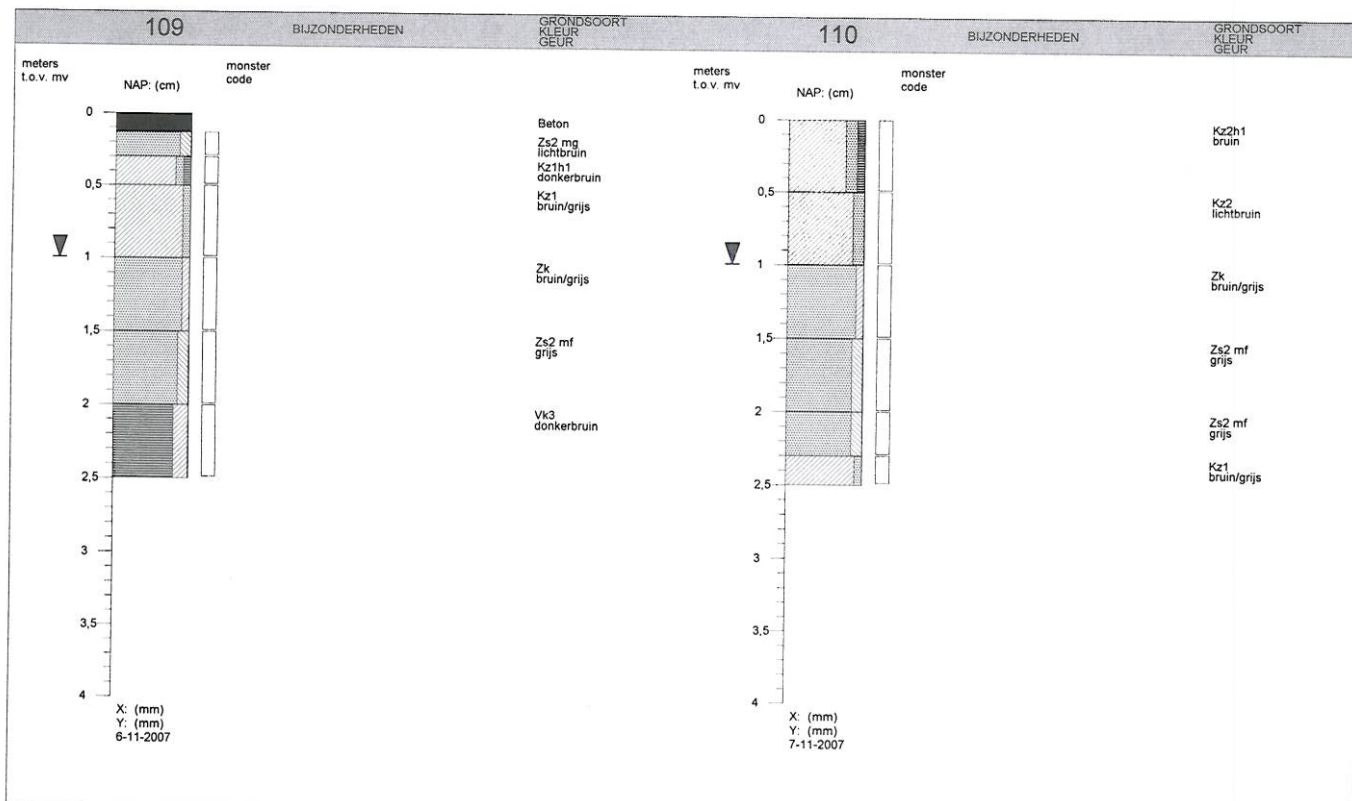 109
BIJZONDERHEDEN
GRONDSOORT
KLEUR
GEUR
meters
t.o.v. mv
NAP: (cm)
monster
code
0
0,5
1
1,5
2
2,5
3
3,5
4
Beton
Zs2 mg
lichtbruin
Kz1h1
donkerbruin
Kz1
bruin/grijs
Zk
bruin/grijs
Zs2 mf
grijs
Vk3
donkerbruin
X: (mm)
Y: (mm)
6-11-2007
110
BIJZONDERHEDEN
GRONDSOORT
KLEUR
GEUR
meters
t.o.v. mv
NAP: (cm)
monster
code
0
0,5
1
1,5
2
2,5
3
3,5
4
Kz2h1
bruin
Kz2
lichtbruin
Zk
bruin/grijs
Zs2 mf
grijs
Zs2 mf
grijs
Kz1
bruin/grijs
X: (mm)
Y: (mm)
7-11-2007